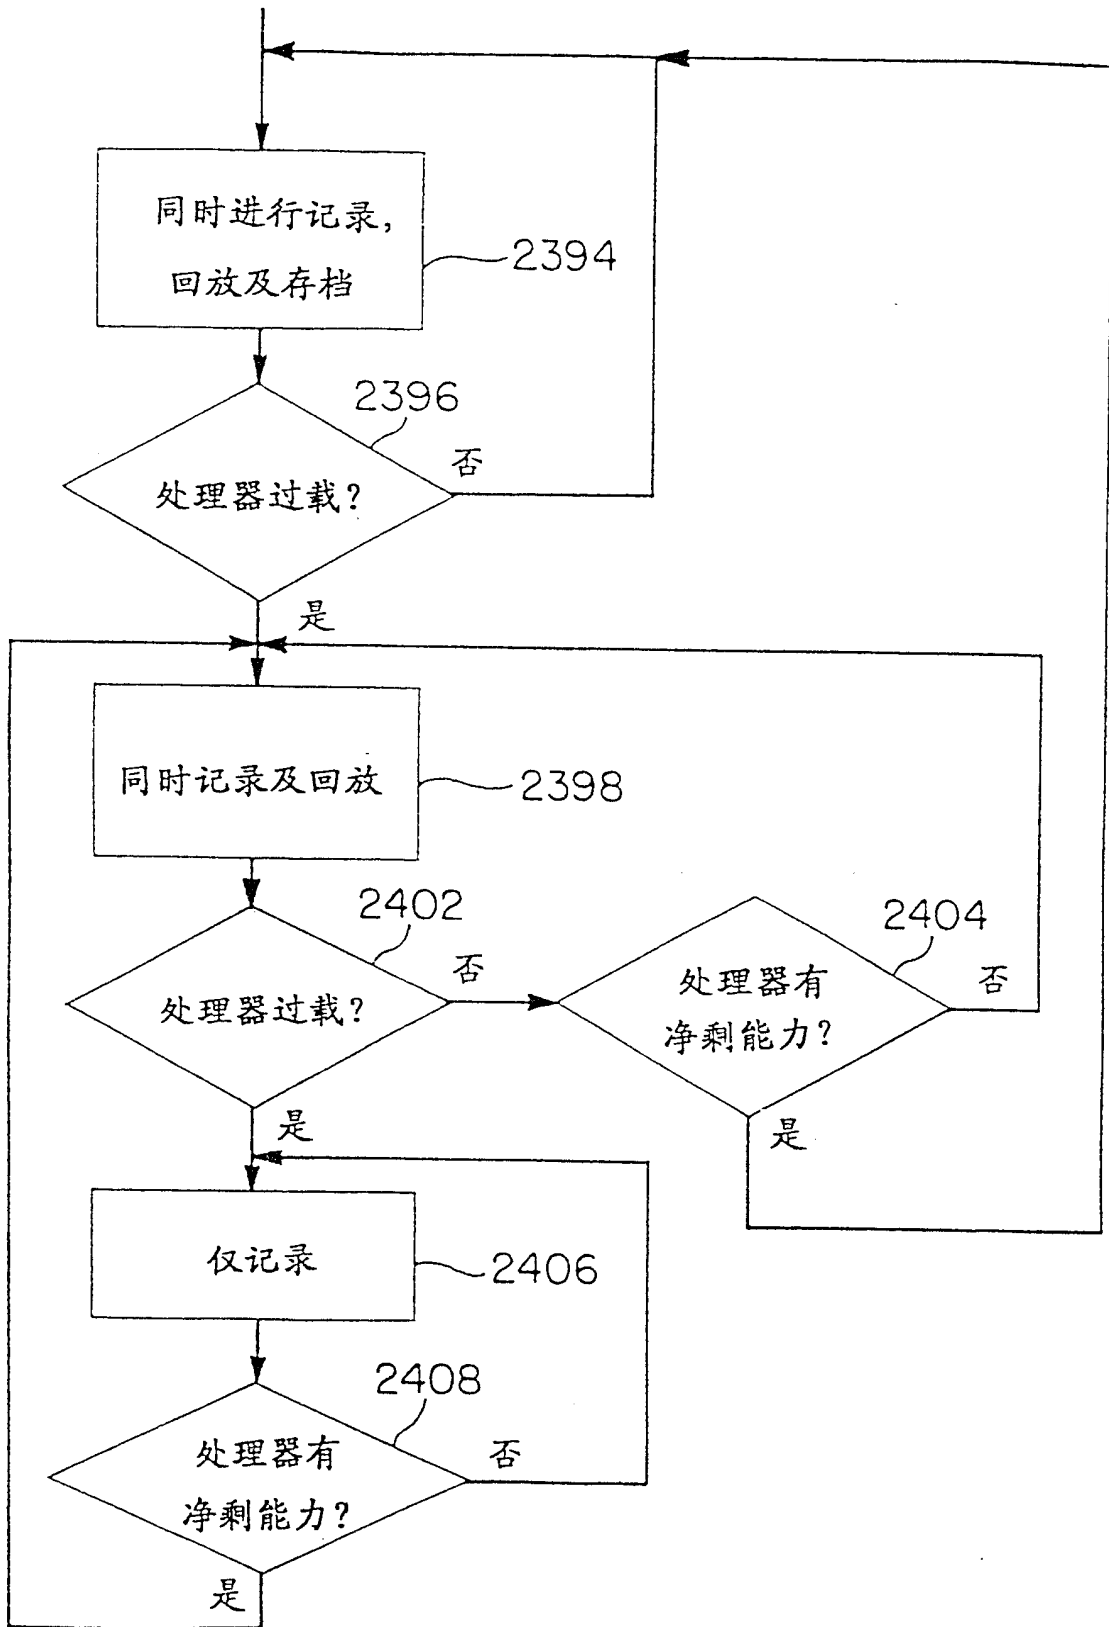 同时进行记录,
回放及存档
2394
2396
否
处理器过载?
是
同时记录及回放
2398
2402
否
处理器过载?
是
2404
处理器有
净剩能力?
否
是
仅记录
2406
2408
处理器有
净剩能力?
否
是